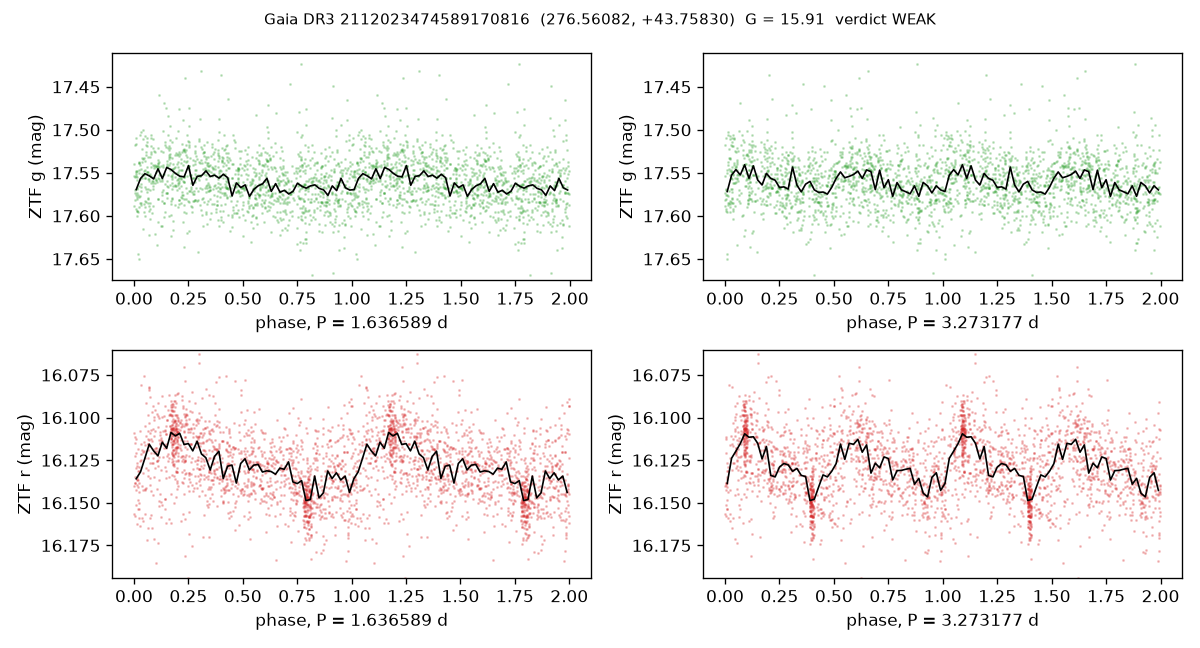 Gaia DR3 2112023474589170816 (276.56082, +43.75830) G = 15.91 verdict WEAK
ZTF g (mag)
17.45
17.50
17.55
17.60
17.65
0.00 0.25 0.50 0.75 1.00 1.25 1.50 1.75 2.00
phase, P = 1.636589 d
ZTF g (mag)
17.45
17.50
17.55
17.60
17.65
0.00 0.25 0.50 0.75 1.00 1.25 1.50 1.75 2.00
phase, P = 3.273177 d
ZTF r (mag)
16.075
16.100
16.125
16.150
16.175
0.00 0.25 0.50 0.75 1.00 1.25 1.50 1.75 2.00
phase, P = 1.636589 d
ZTF r (mag)
16.075
16.100
16.125
16.150
16.175
0.00 0.25 0.50 0.75 1.00 1.25 1.50 1.75 2.00
phase, P = 3.273177 d